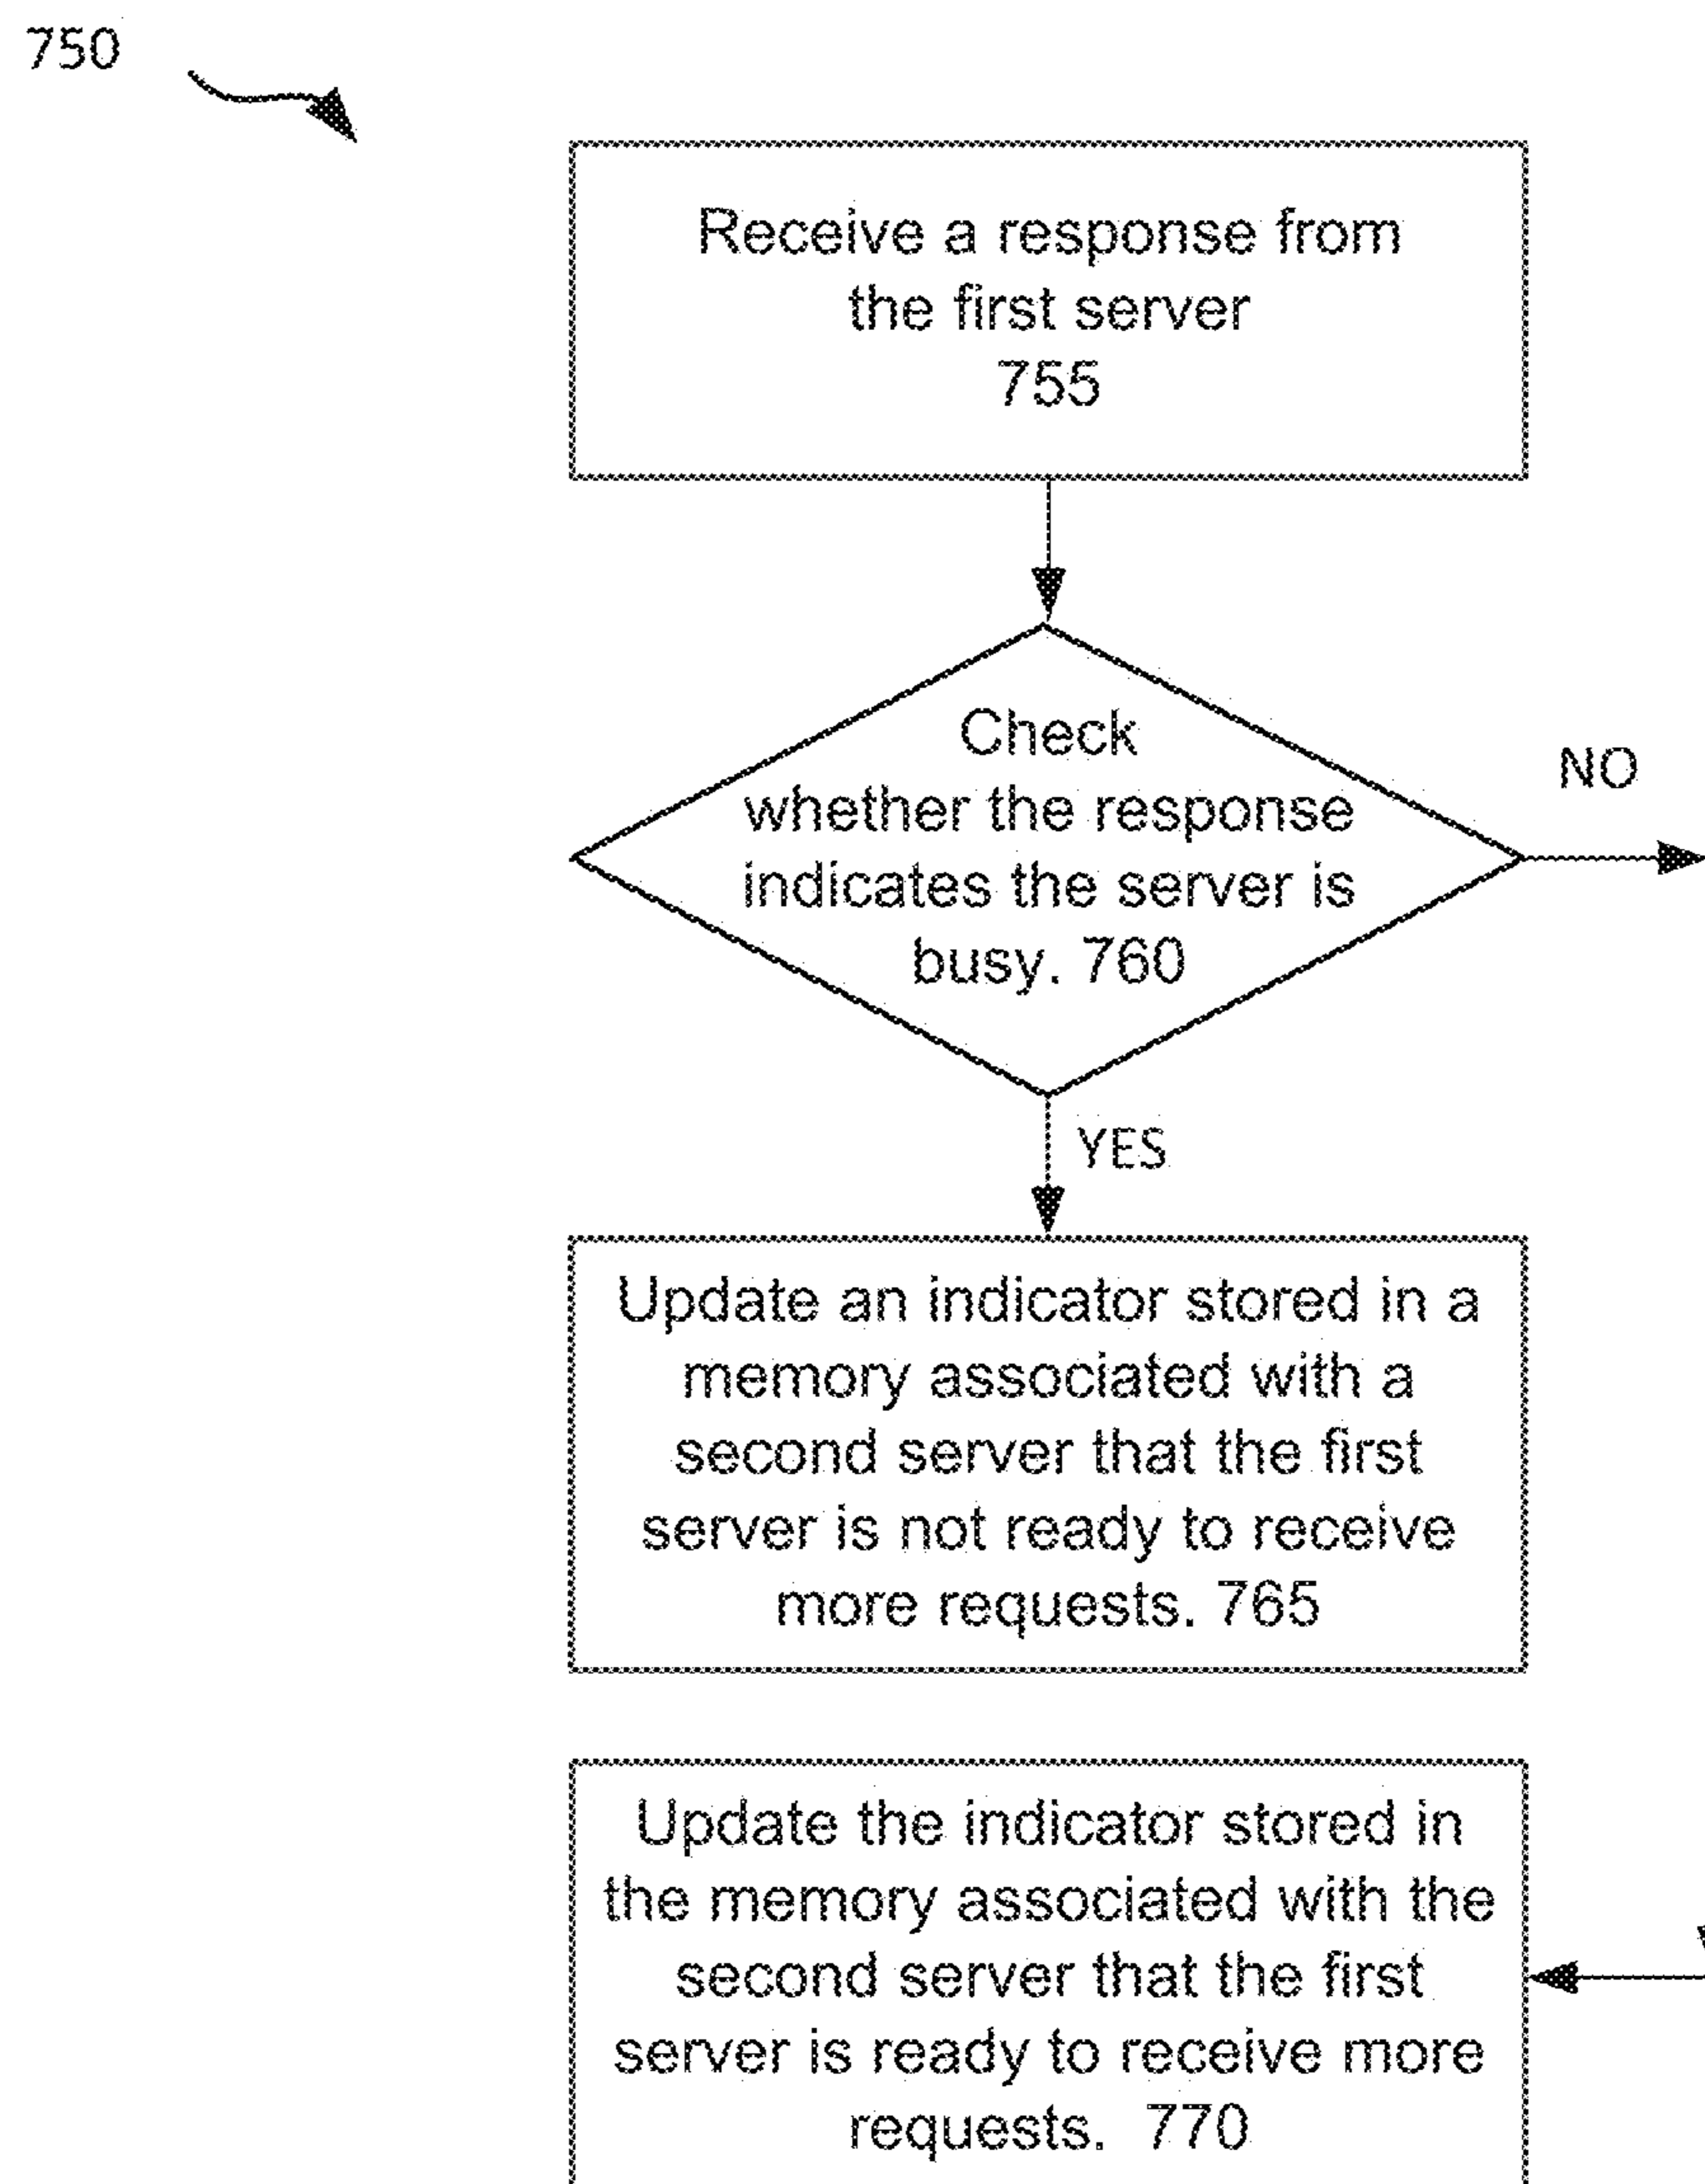 750
Receive a response from
the first server
755
Check
whether the response
indicates the server is
busy. 760
NO
YES
Update an indicator stored in a
memory associated with a
second server that the first
server is not ready to receive
more requests. 765
Update the indicator stored in
the memory associated with the
second server that the first
server is ready to receive more
requests. 770